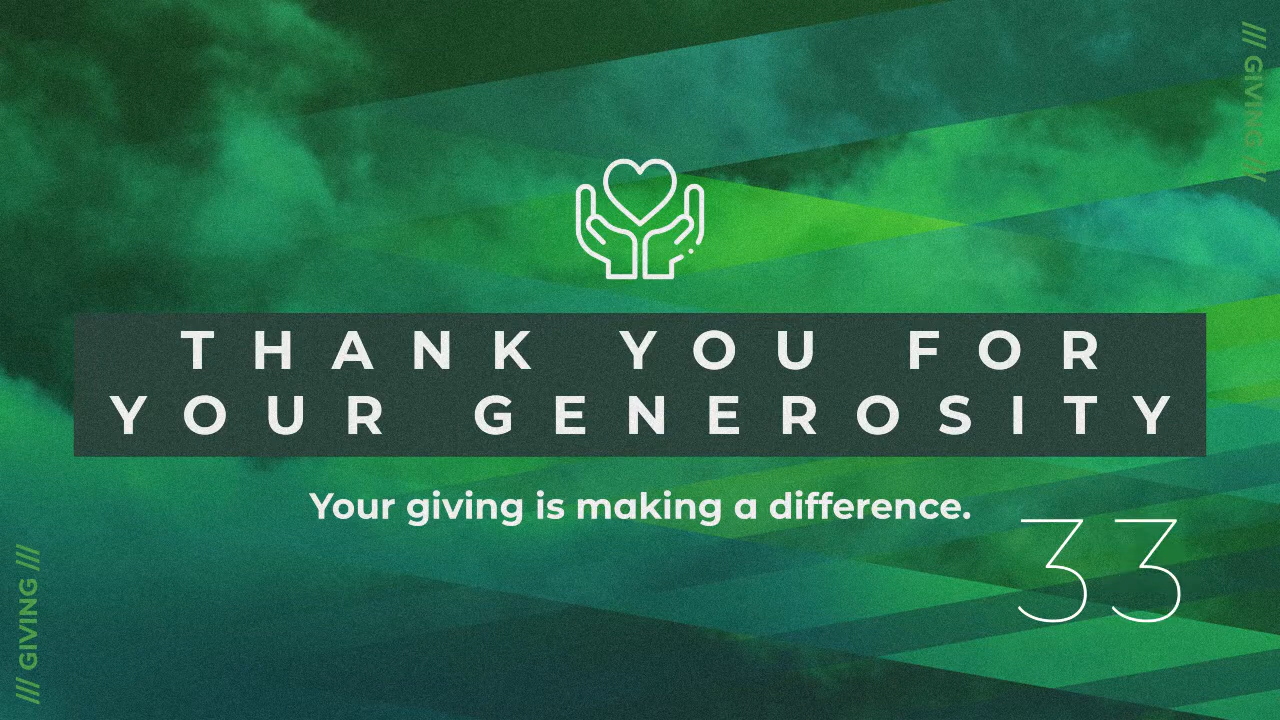 /// GIVING ///
THANK YOU FOR
YOUR GENEROSITY
Your giving is making a difference.
33
/// GIVING ///